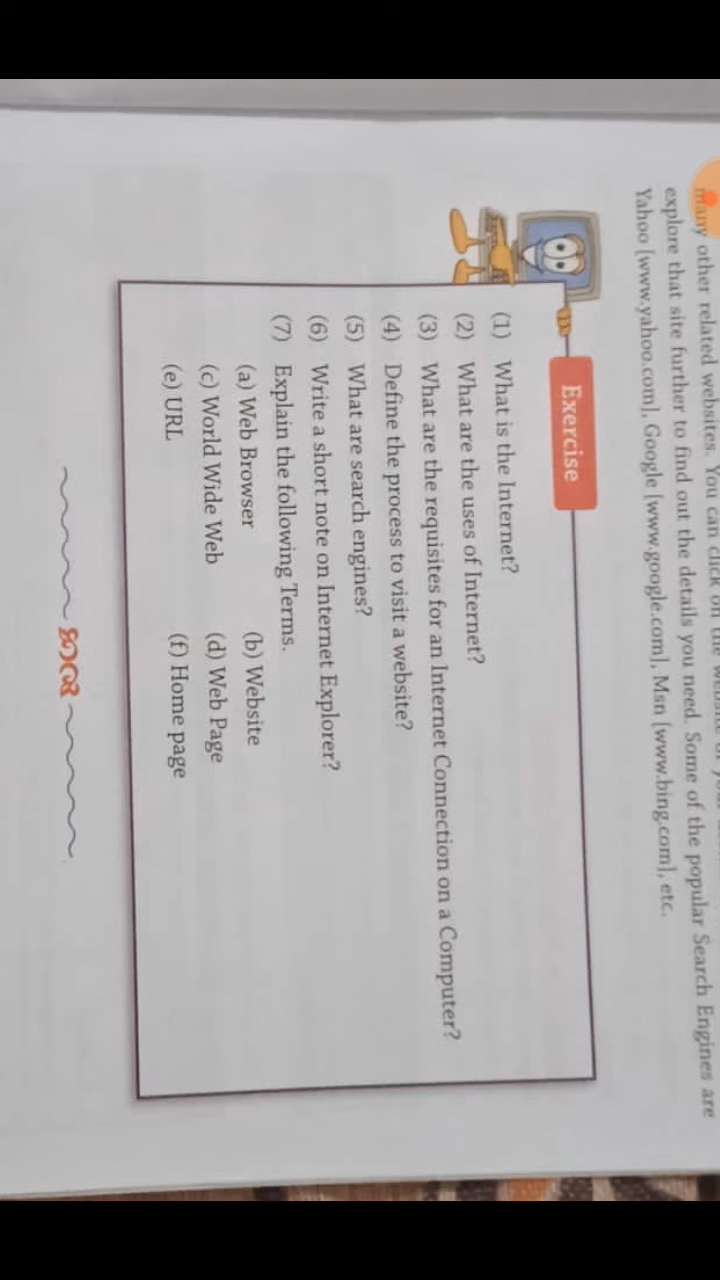 many other related websites. You can click on the
explore that site further to find out the details you need. Some of the popular Search Engines are
Yahoo [www.yahoo.com], Google [www.google.com], Msn [www.bing.com], etc.
Exercise
(1) What is the Internet?
(2) What are the uses of Internet?
(3) What are the requisites for an Internet Connection on a Computer?
(4) Define the process to visit a website?
(5) What are search engines?
(6) Write a short note on Internet Explorer?
(7) Explain the following Terms.
(a) Web Browser (b) Website
(c) World Wide Web (d) Web Page
(e) URL (f) Home page